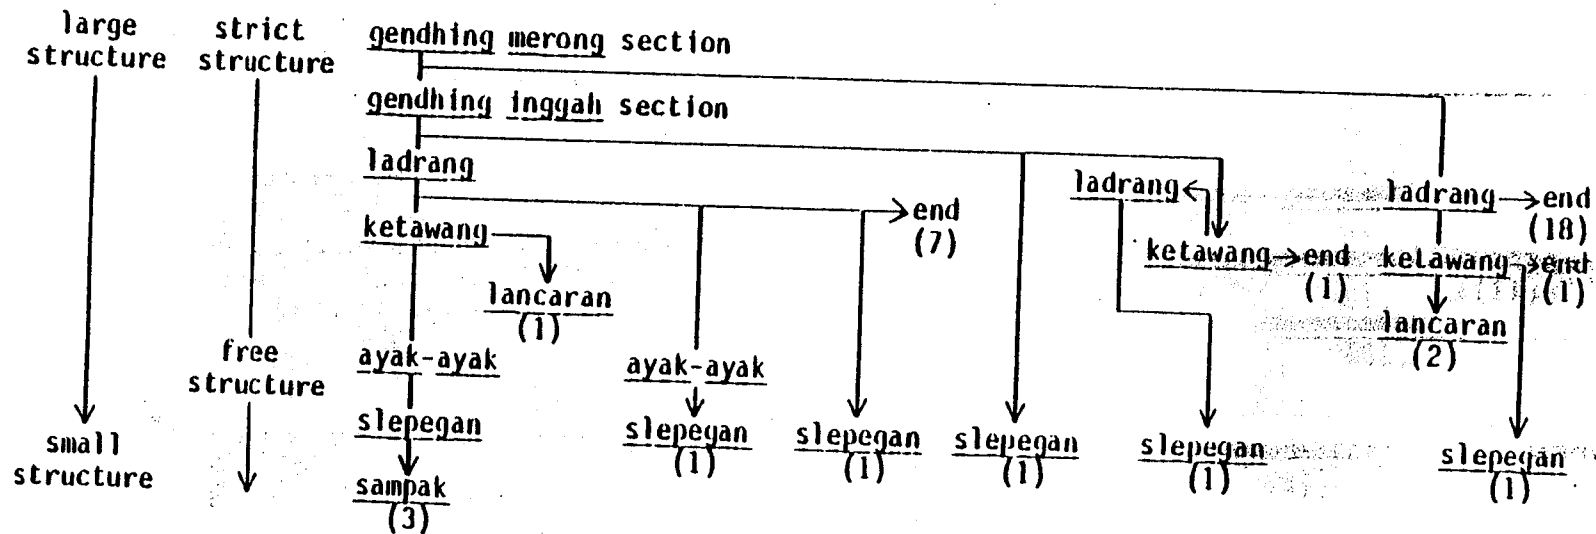 large structure
strict structure
gendhing merong section
gendhing inggah section
ladrang
ladrang
ladrang
end
(18)
ketawang
end
(7)
ketawang
end
(1)
ketawang
end
(1)
lancaran
(1)
lancaran
(2)
free structure
ayak-ayak
ayak-ayak
small structure
slepegan
slepegan
(1)
slepegan
(1)
slepegan
(1)
slepegan
(1)
slepegan
(1)
sampak
(3)